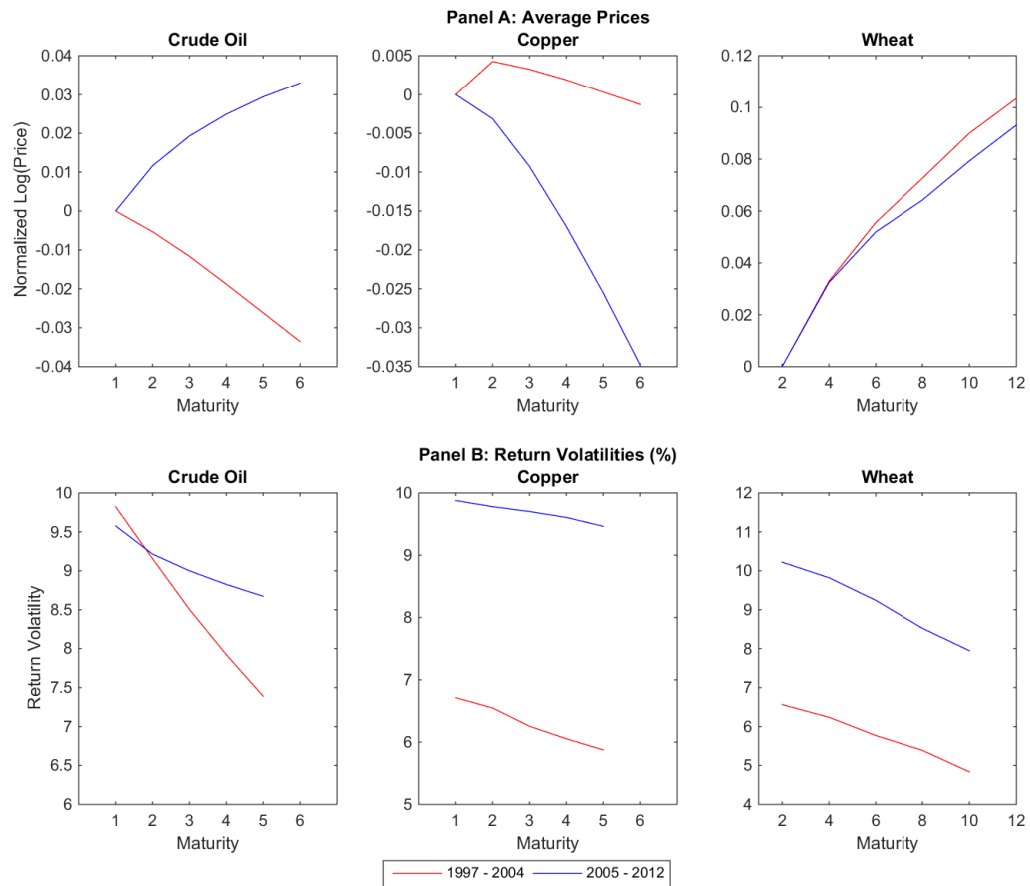 Panel A: Average Prices
Crude Oil
Copper
Wheat
Normalized Log(Price)
0.04
0.03
0.02
0.01
0
-0.01
-0.02
-0.03
-0.04
1 2 3 4 5 6
Maturity
0.005
0
-0.005
-0.01
-0.015
-0.02
-0.025
-0.03
-0.035
1 2 3 4 5 6
Maturity
0.12
0.1
0.08
0.06
0.04
0.02
0
2 4 6 8 10 12
Maturity
Panel B: Return Volatilities (%)
Crude Oil
Copper
Wheat
Return Volatility
10
9.5
9
8.5
8
7.5
7
6.5
6
1 2 3 4 5 6
Maturity
10
9
8
7
6
5
1 2 3 4 5 6
Maturity
12
11
10
9
8
7
6
5
4
2 4 6 8 10 12
Maturity
1997 - 2004
2005 - 2012